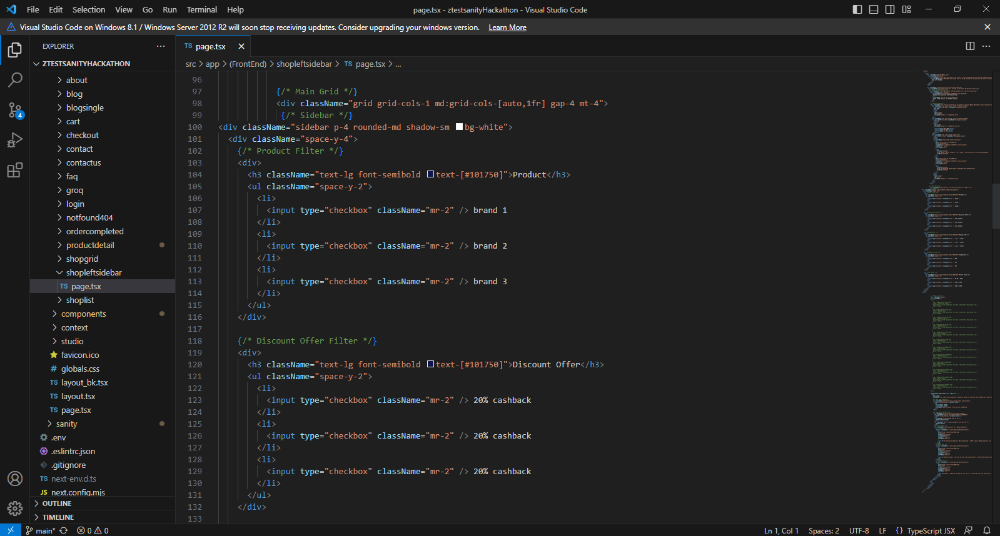 File Edit Selection View Go Run Terminal Help
page.tsx - ztestsanityHackathon - Visual Studio Code
Visual Studio Code on Windows 8.1 / Windows Server 2012 R2 will soon stop receiving updates. Consider upgrading your windows version. Learn More
EXPLORER
ZTESTSANITYHACKATHON
about
blog
blogsingle
cart
checkout
contact
contactus
faq
groq
login
notfound404
ordercompleted
productdetail
shopgrid
shopleftsidebar
TS page.tsx
shoplist
components
context
studio
favicon.ico
# globals.css
TS layout_bk.tsx
TS layout.tsx
TS page.tsx
sanity
.env
.eslintrc.json
.gitignore
TS next-env.d.ts
JS next.config.mjs
OUTLINE
TIMELINE
4
TS page.tsx
src > app > (FrontEnd) > shopleftsidebar > TS page.tsx > ...
96
97 {/* Main Grid */}
98 <div className="grid grid-cols-1 md:grid-cols-[auto,1fr] gap-4 mt-4">
99 {/* Sidebar */}
100 <div className="sidebar p-4 rounded-md shadow-sm bg-white">
101 <div className="space-y-4">
102 {/* Product Filter */}
103 <div>
104 <h3 className="text-lg font-semibold text-[#101750]">Product</h3>
105 <ul className="space-y-2">
106 <li>
107 <input type="checkbox" className="mr-2" /> brand 1
108 </li>
109 <li>
110 <input type="checkbox" className="mr-2" /> brand 2
111 </li>
112 <li>
113 <input type="checkbox" className="mr-2" /> brand 3
114 </li>
115 </ul>
116 </div>
117
118 {/* Discount Offer Filter */}
119 <div>
120 <h3 className="text-lg font-semibold text-[#101750]">Discount Offer</h3>
121 <ul className="space-y-2">
122 <li>
123 <input type="checkbox" className="mr-2" /> 20% cashback
124 </li>
125 <li>
126 <input type="checkbox" className="mr-2" /> 20% cashback
127 </li>
128 <li>
129 <input type="checkbox" className="mr-2" /> 20% cashback
130 </li>
131 </ul>
132 </div>
133
main* 0 0
Ln 1, Col 1 Spaces: 2 UTF-8 LF {} TypeScript JSX